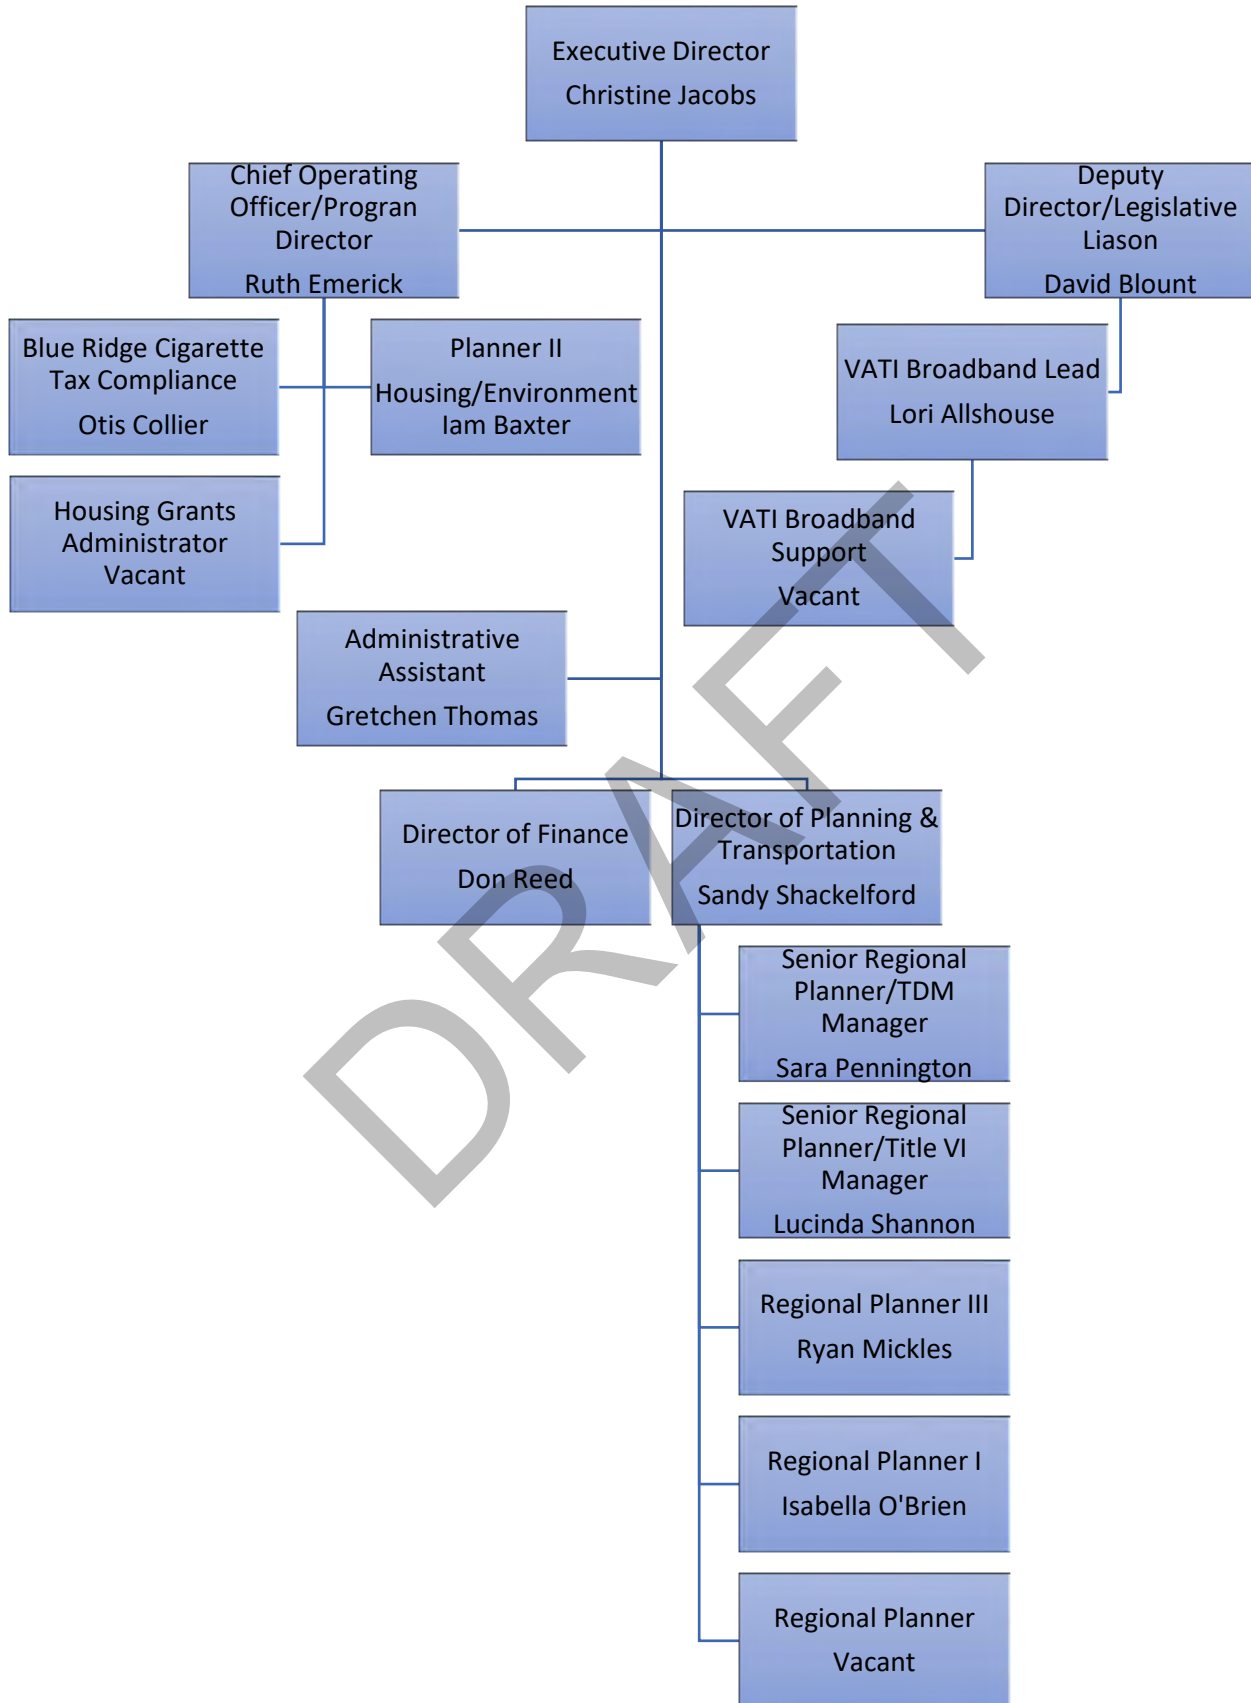 Executive Director
Christine Jacobs
Chief Operating
Officer/Progran
Director
Ruth Emerick
Deputy
Director/Legislative
Liason
David Blount
Blue Ridge Cigarette
Tax Compliance
Otis Collier
Planner II
Housing/Environment
Iam Baxter
VATI Broadband Lead
Lori Allshouse
Housing Grants
Administrator
Vacant
VATI Broadband
Support
Vacant
Administrative
Assistant
Gretchen Thomas
Director of Finance
Don Reed
Director of Planning &
Transportation
Sandy Shackelford
Senior Regional
Planner/TDM
Manager
Sara Pennington
Senior Regional
Planner/Title VI
Manager
Lucinda Shannon
Regional Planner III
Ryan Mickles
Regional Planner I
Isabella O'Brien
Regional Planner
Vacant
DRAFT